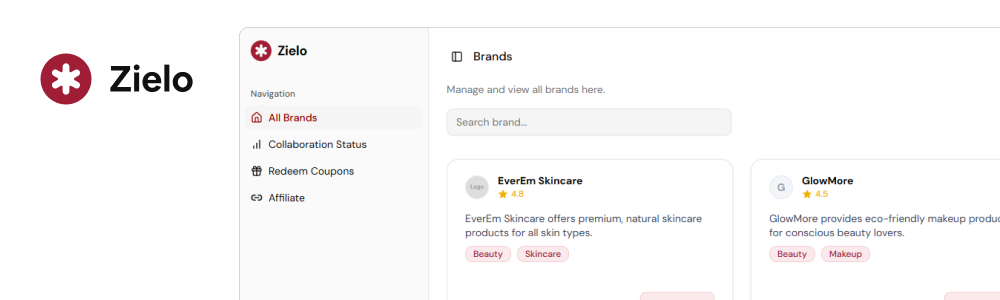 Zielo
Zielo
Navigation
All Brands
Collaboration Status
Redeem Coupons
Affiliate
Brands
Manage and view all brands here.
Search brand...
Logo
EverEm Skincare
4.8
EverEm Skincare offers premium, natural skincare
products for all skin types.
Beauty Skincare
G
GlowMore
4.5
GlowMore provides eco-friendly makeup produc
for conscious beauty lovers.
Beauty Makeup